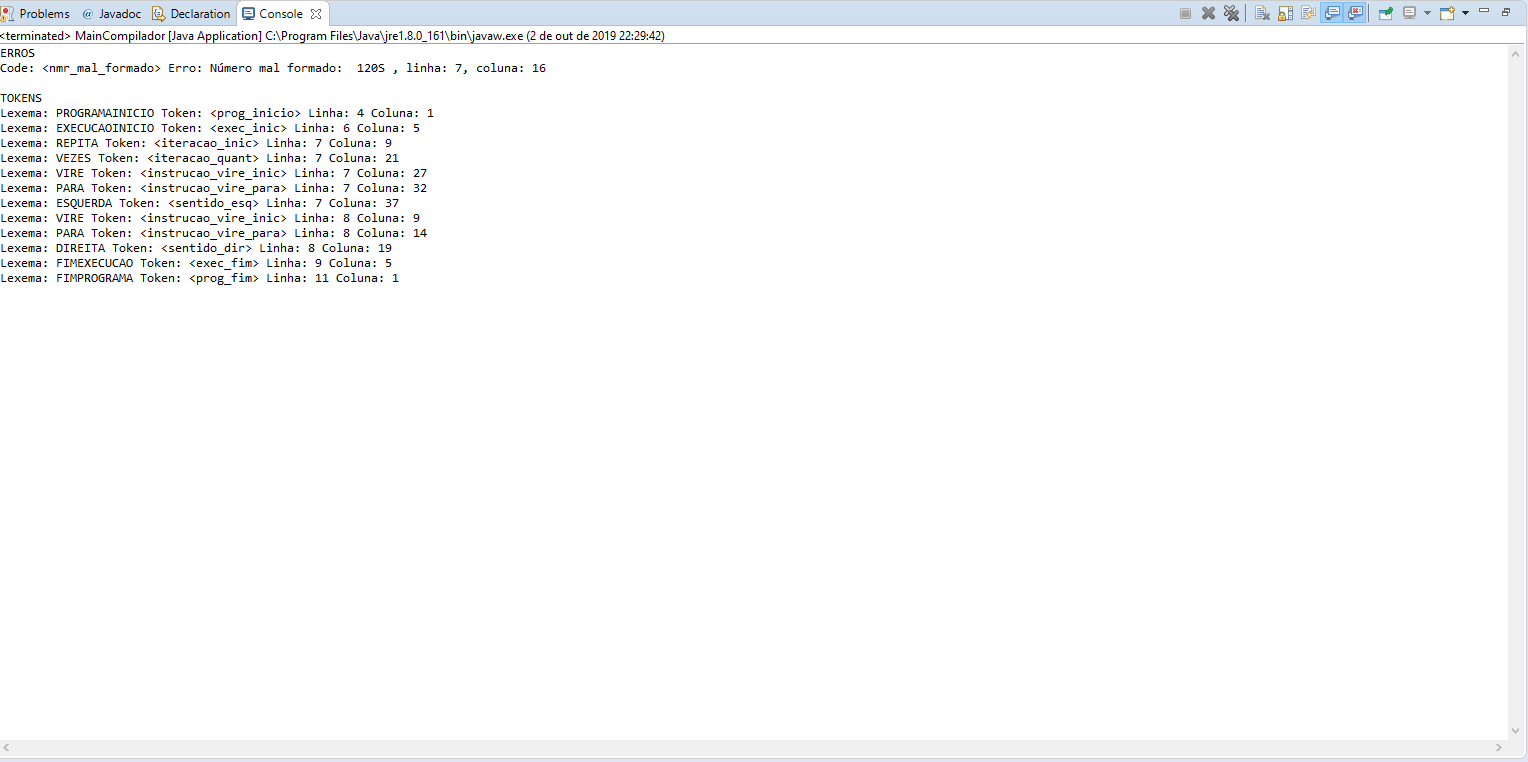 Problems @ Javadoc Declaration Console
<terminated> MainCompilador [Java Application] C:\Program Files\Java\jre1.8.0_161\bin\javaw.exe (2 de out de 2019 22:29:42)
ERROS
Code: <nmr_mal_formado> Erro: Número mal formado:  120S , linha: 7, coluna: 16
TOKENS
Lexema: PROGRAMAINICIO Token: <prog_inicio> Linha: 4 Coluna: 1
Lexema: EXECUCAOINICIO Token: <exec_inic> Linha: 6 Coluna: 5
Lexema: REPITA Token: <iteracao_inic> Linha: 7 Coluna: 9
Lexema: VEZES Token: <iteracao_quant> Linha: 7 Coluna: 21
Lexema: VIRE Token: <instrucao_vire_inic> Linha: 7 Coluna: 27
Lexema: PARA Token: <instrucao_vire_para> Linha: 7 Coluna: 32
Lexema: ESQUERDA Token: <sentido_esq> Linha: 7 Coluna: 37
Lexema: VIRE Token: <instrucao_vire_inic> Linha: 8 Coluna: 9
Lexema: PARA Token: <instrucao_vire_para> Linha: 8 Coluna: 14
Lexema: DIREITA Token: <sentido_dir> Linha: 8 Coluna: 19
Lexema: FIMEXECUCAO Token: <exec_fim> Linha: 9 Coluna: 5
Lexema: FIMPROGRAMA Token: <prog_fim> Linha: 11 Coluna: 1